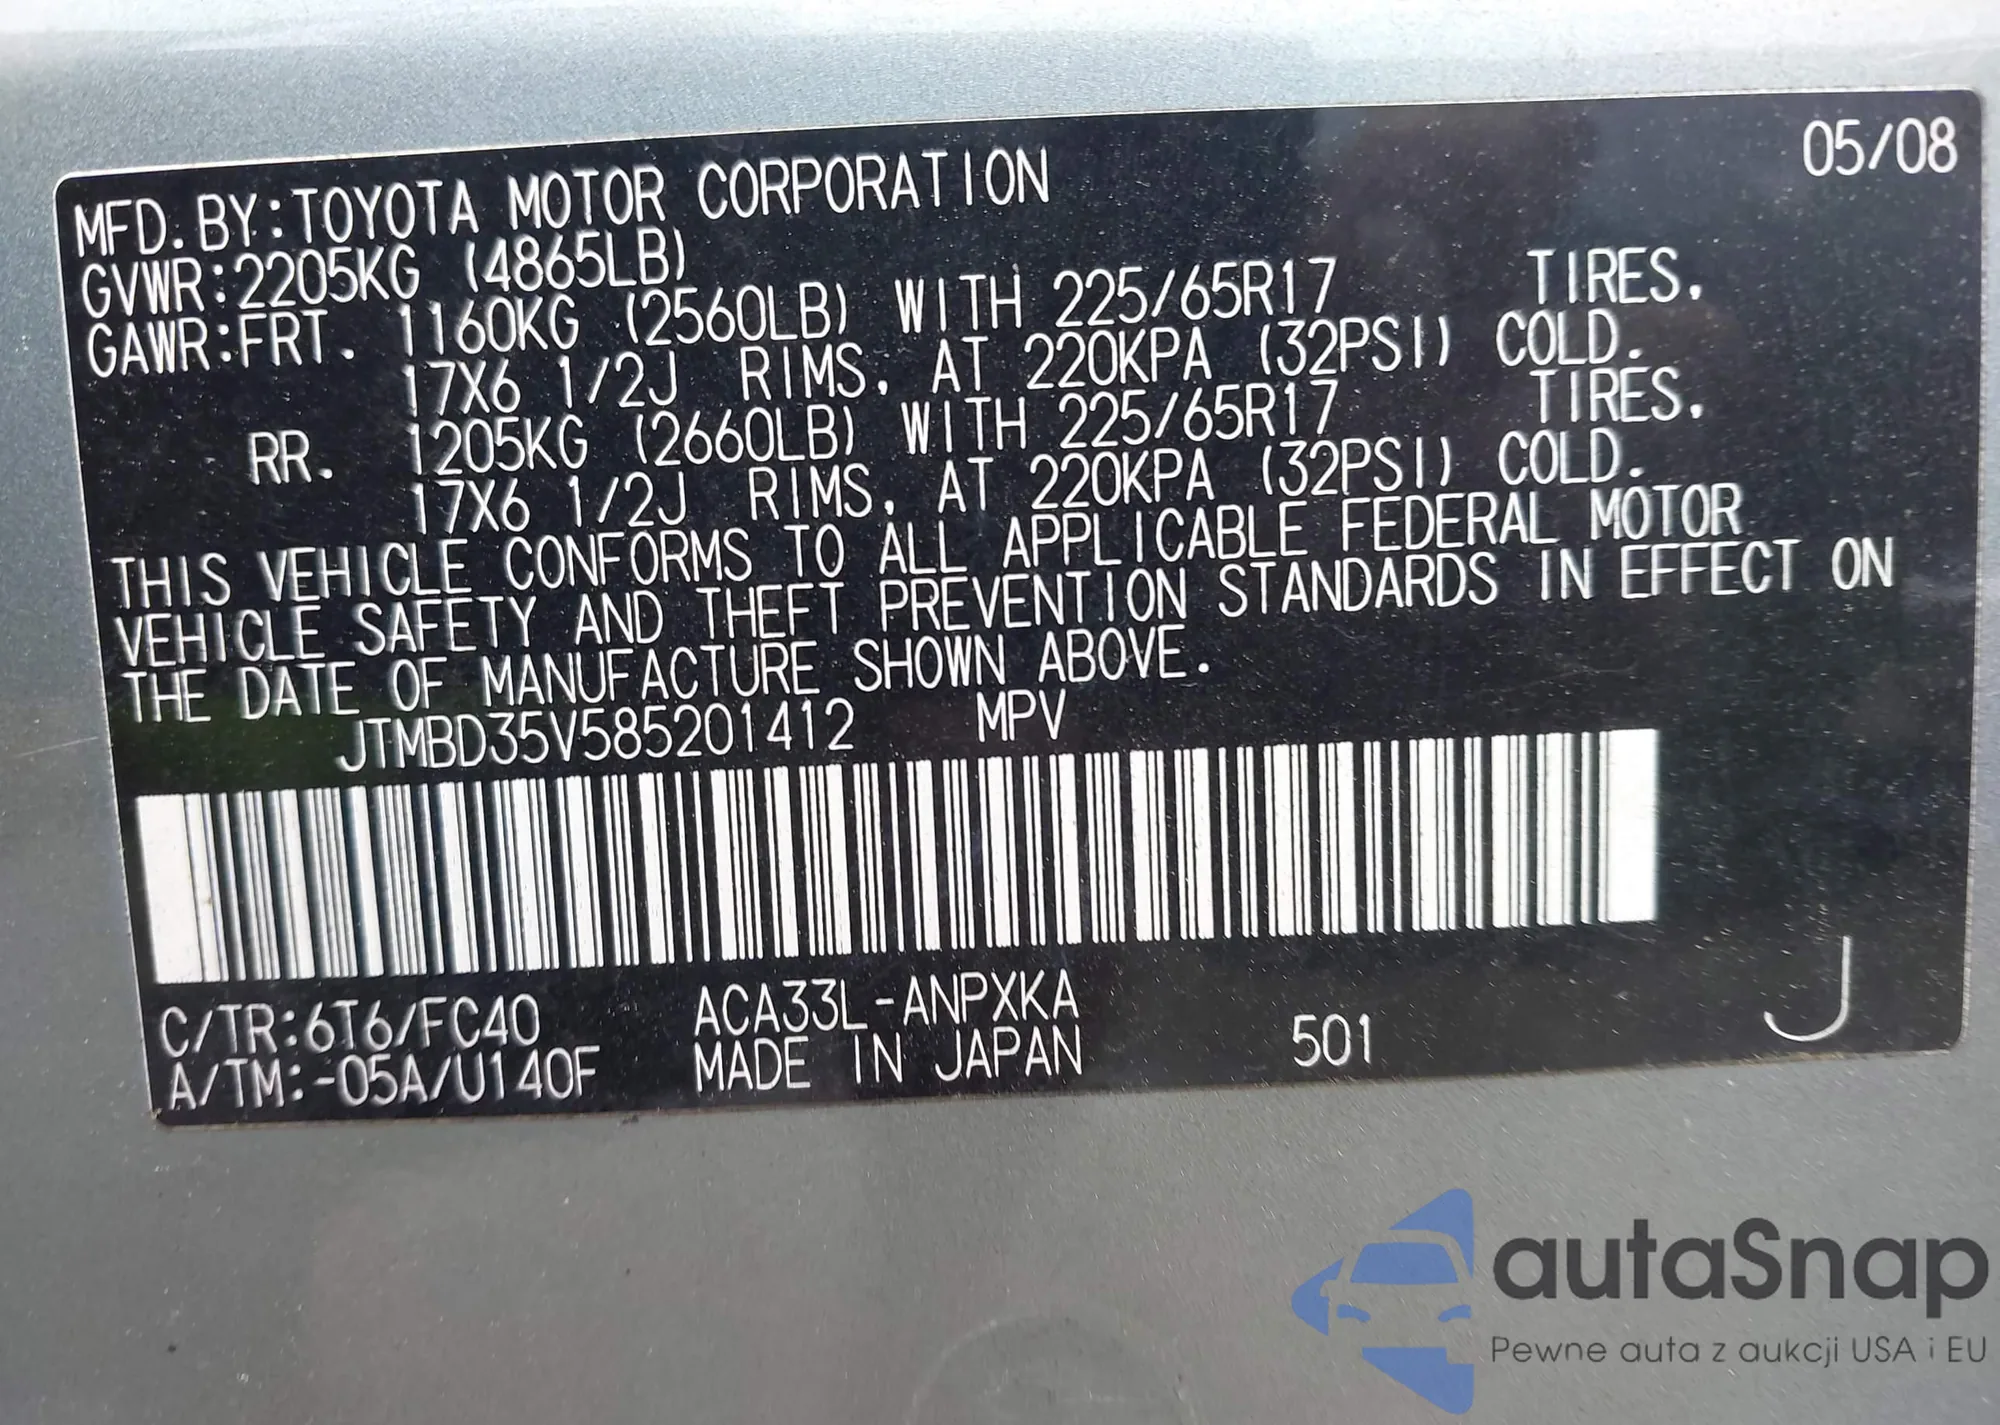 05/08
MFD. BY:TOYOTA MOTOR CORPORATION
GVWR:2205KG (4865LB)
GAWR:FRT. 1160KG (2560LB) WITH 225/65R17 TIRES,
17X6 1/2J RIMS, AT 220KPA (32PSI) COLD.
RR. 1205KG (2660LB) WITH 225/65R17 TIRES,
17X6 1/2J RIMS, AT 220KPA (32PSI) COLD.
THIS VEHICLE CONFORMS TO ALL APPLICABLE FEDERAL MOTOR
VEHICLE SAFETY AND THEFT PREVENTION STANDARDS IN EFFECT ON
THE DATE OF MANUFACTURE SHOWN ABOVE.
JTMBD35V585201412 MPV
C/TR:6T6/FC40 ACA33L-ANPXKA
A/TM:-05A/U140F MADE IN JAPAN 501 J
autaSnap
Pewne auta z aukcji USA i EU